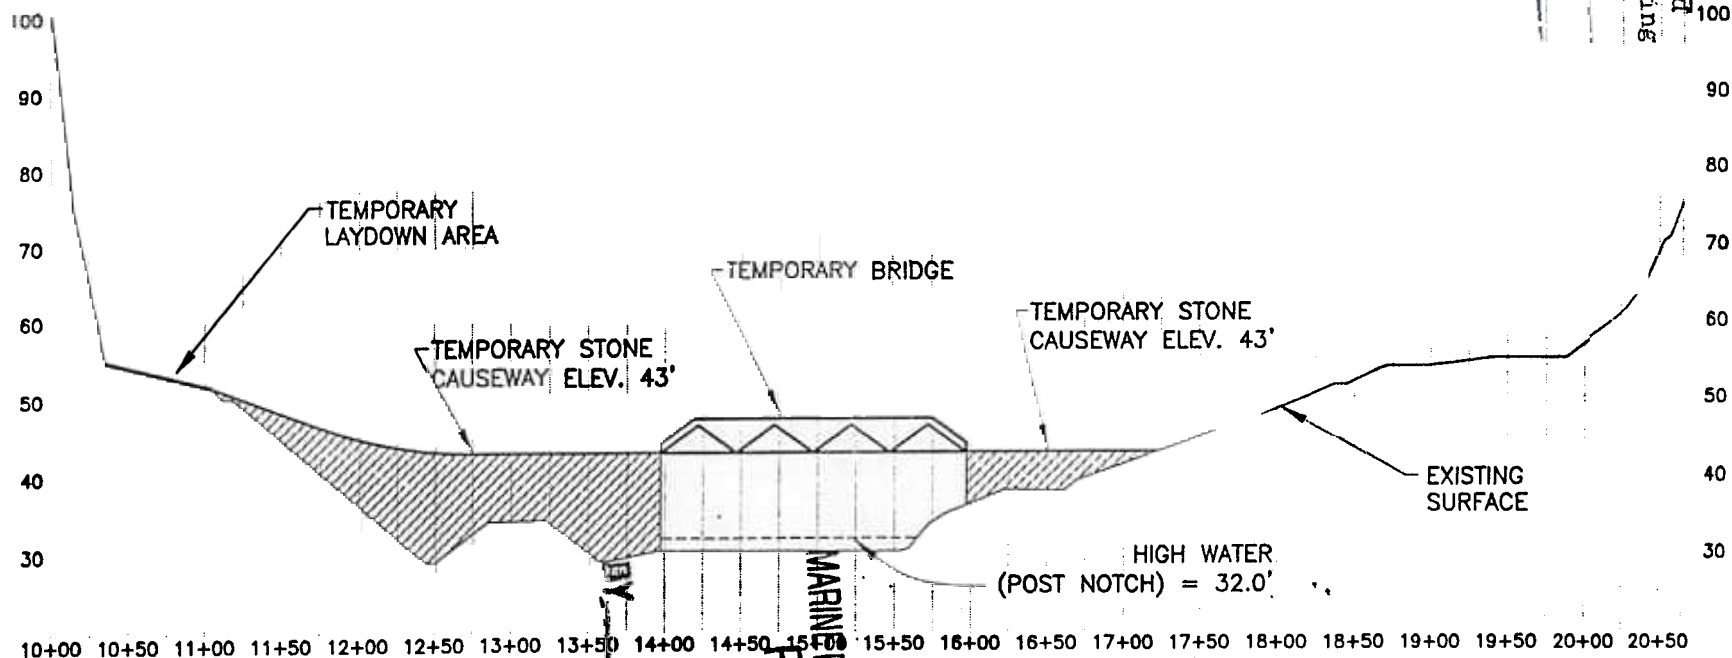 100
90
80
70
60
50
40
30
TEMPORARY
LAYDOWN AREA
TEMPORARY STONE
CAUSEWAY ELEV. 43'
TEMPORARY BRIDGE
TEMPORARY STONE
CAUSEWAY ELEV. 43'
EXISTING
SURFACE
HIGH WATER
(POST NOTCH) = 32.0'
ing
100
90
80
70
60
50
40
30
BY
MARINE
10+00 10+50 11+00 11+50 12+00 12+50 13+00 13+50 14+00 14+50 15+00 15+50 16+00 16+50 17+00 17+50 18+00 18+50 19+00 19+50 20+00 20+50